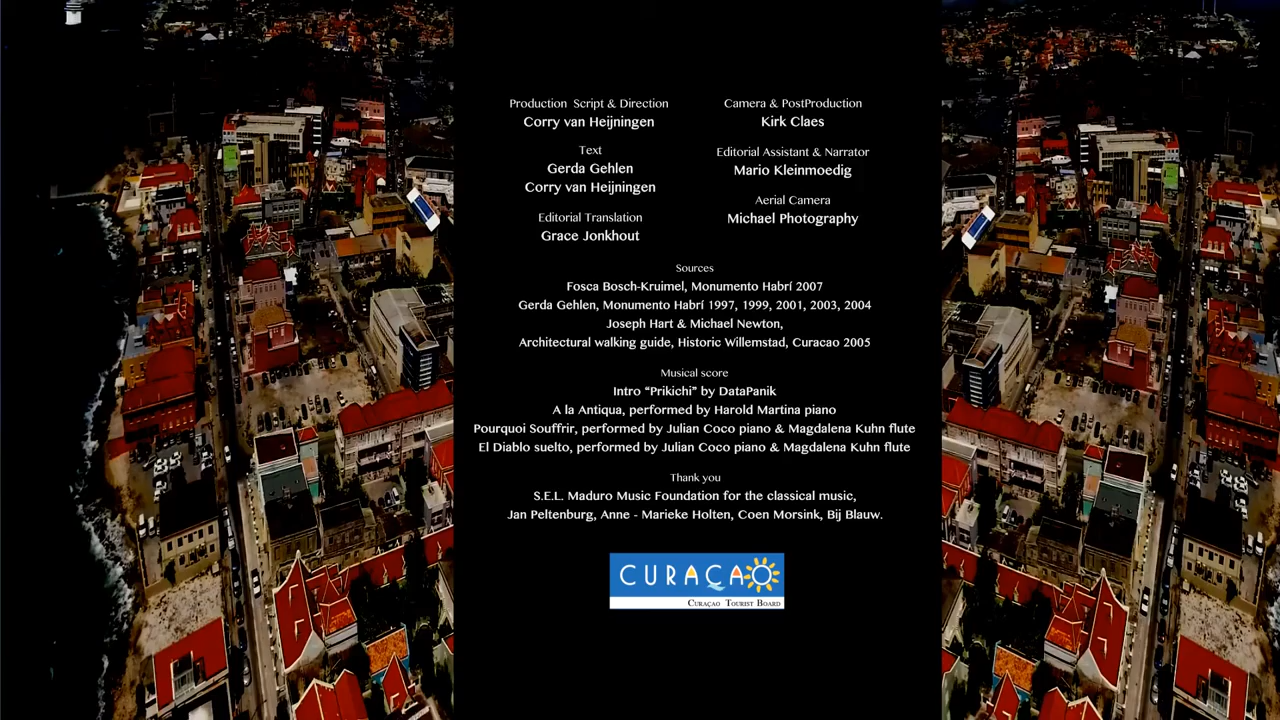 Production Script & Direction
Corry van Heijningen
Text
Gerda Gehlen
Corry van Heijningen
Editorial Translation
Grace Jonkhout
Camera & PostProduction
Kirk Claes
Editorial Assistant & Narrator
Mario Kleinmoedig
Aerial Camera
Michael Photography
Sources
Fosca Bosch-Kruimel, Monumento Habrí 2007
Gerda Gehlen, Monumento Habrí 1997, 1999, 2001, 2003, 2004
Joseph Hart & Michael Newton,
Architectural walking guide, Historic Willemstad, Curacao 2005
Musical score
Intro “Prikichi” by DataPanik
A la Antiqua, performed by Harold Martina piano
Pourquoi Souffrir, performed by Julian Coco piano & Magdalena Kuhn flute
El Diablo suelto, performed by Julian Coco piano & Magdalena Kuhn flute
Thank you
S.E.L. Maduro Music Foundation for the classical music,
Jan Peltenburg, Anne - Marieke Holten, Coen Morsink, Bij Blauw.
CURAÇAO
Curaçao Tourist Board